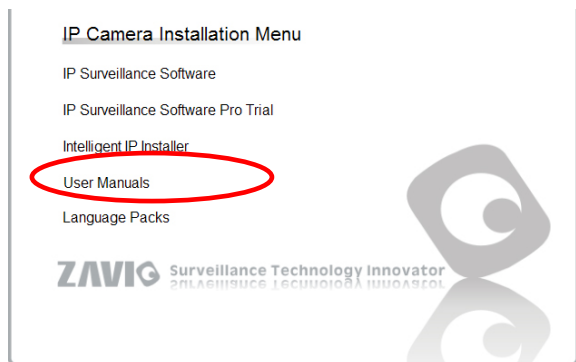 IP Camera Installation Menu
IP Surveillance Software
IP Surveillance Software Pro Trial
Intelligent IP Installer
User Manuals
Language Packs
ZAVIO Surveillance Technology Innovator